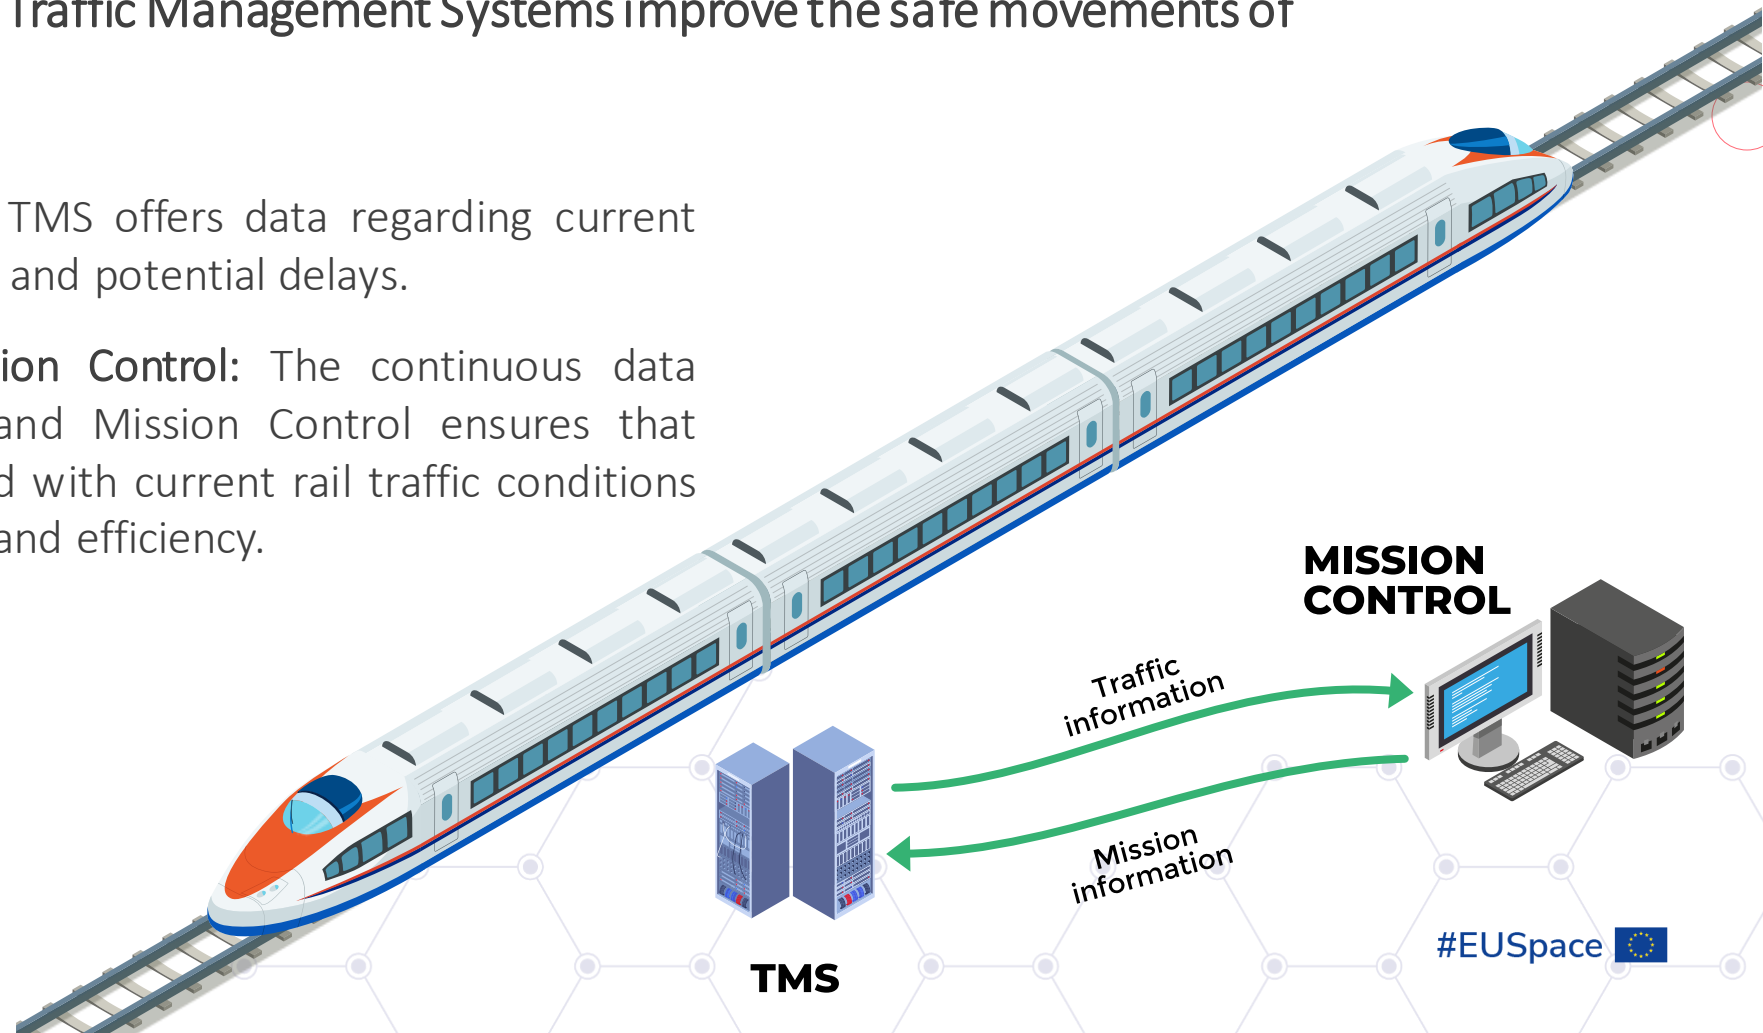 Traffic Management Systems improve the safe movements of
TMS offers data regarding current
and potential delays.
ion Control: The continuous data
and Mission Control ensures that
d with current rail traffic conditions
and efficiency.
MISSION
CONTROL
Traffic
information
Mission
information
TMS
#EUSpace